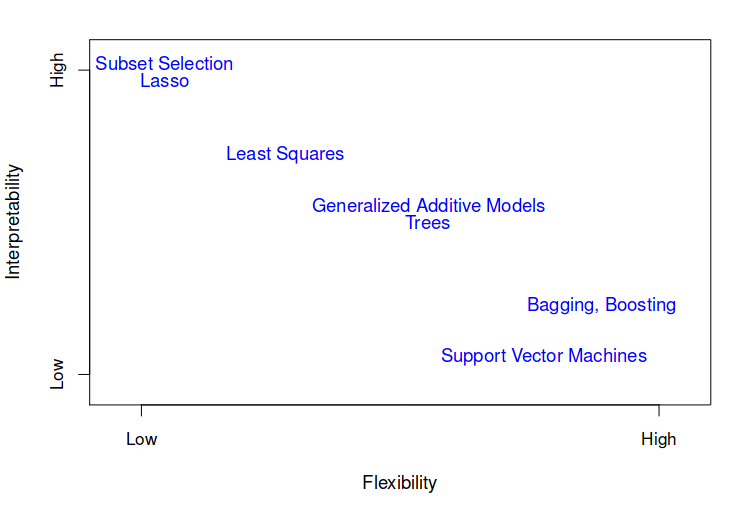 High
Subset Selection
Lasso
Least Squares
Generalized Additive Models
Trees
Bagging, Boosting
Support Vector Machines
Low
Interpretability
Low
High
Flexibility